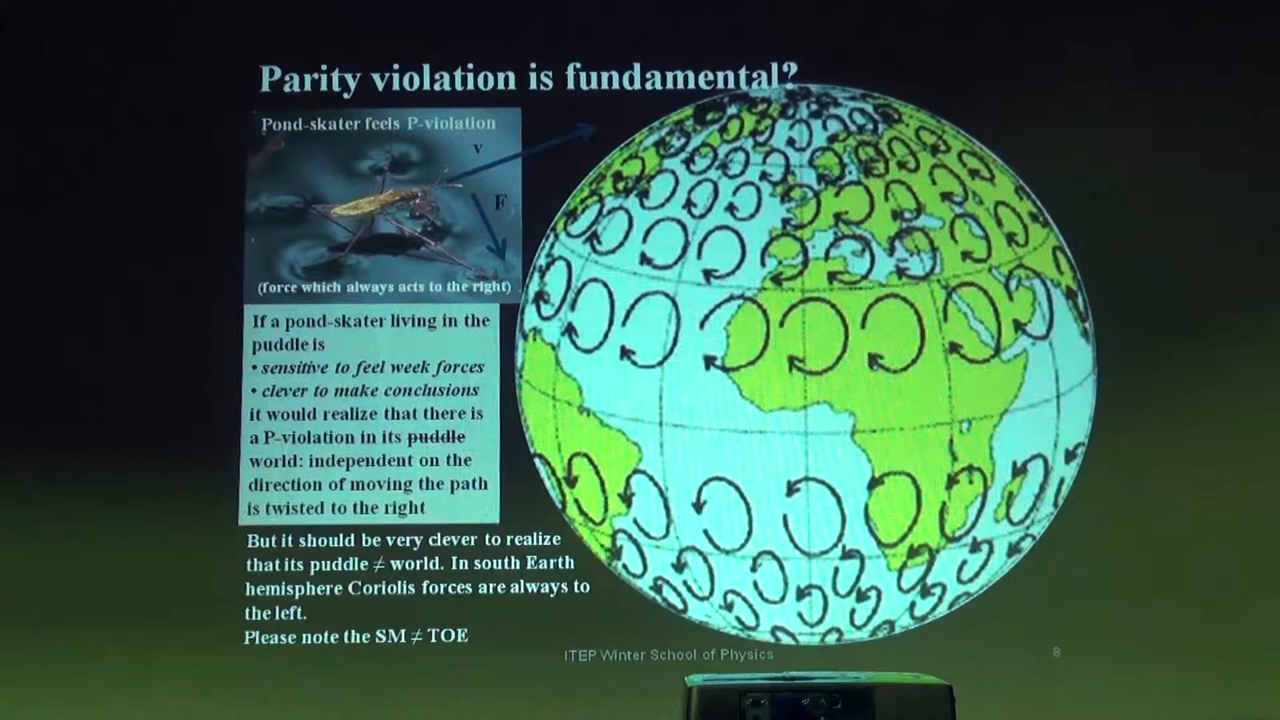 Parity violation is fundamental?
Pond-skater feels P-violation
v
F
(force which always acts to the right)
If a pond-skater living in the
puddle is
• sensitive to feel week forces
• clever to make conclusions
it would realize that there is
a P-violation in its puddle
world: independent on the
direction of moving the path
is twisted to the right
But it should be very clever to realize
that its puddle ≠ world. In south Earth
hemisphere Coriolis forces are always to
the left.
Please note the SM ≠ TOE
ITEP Winter School of Physics
8